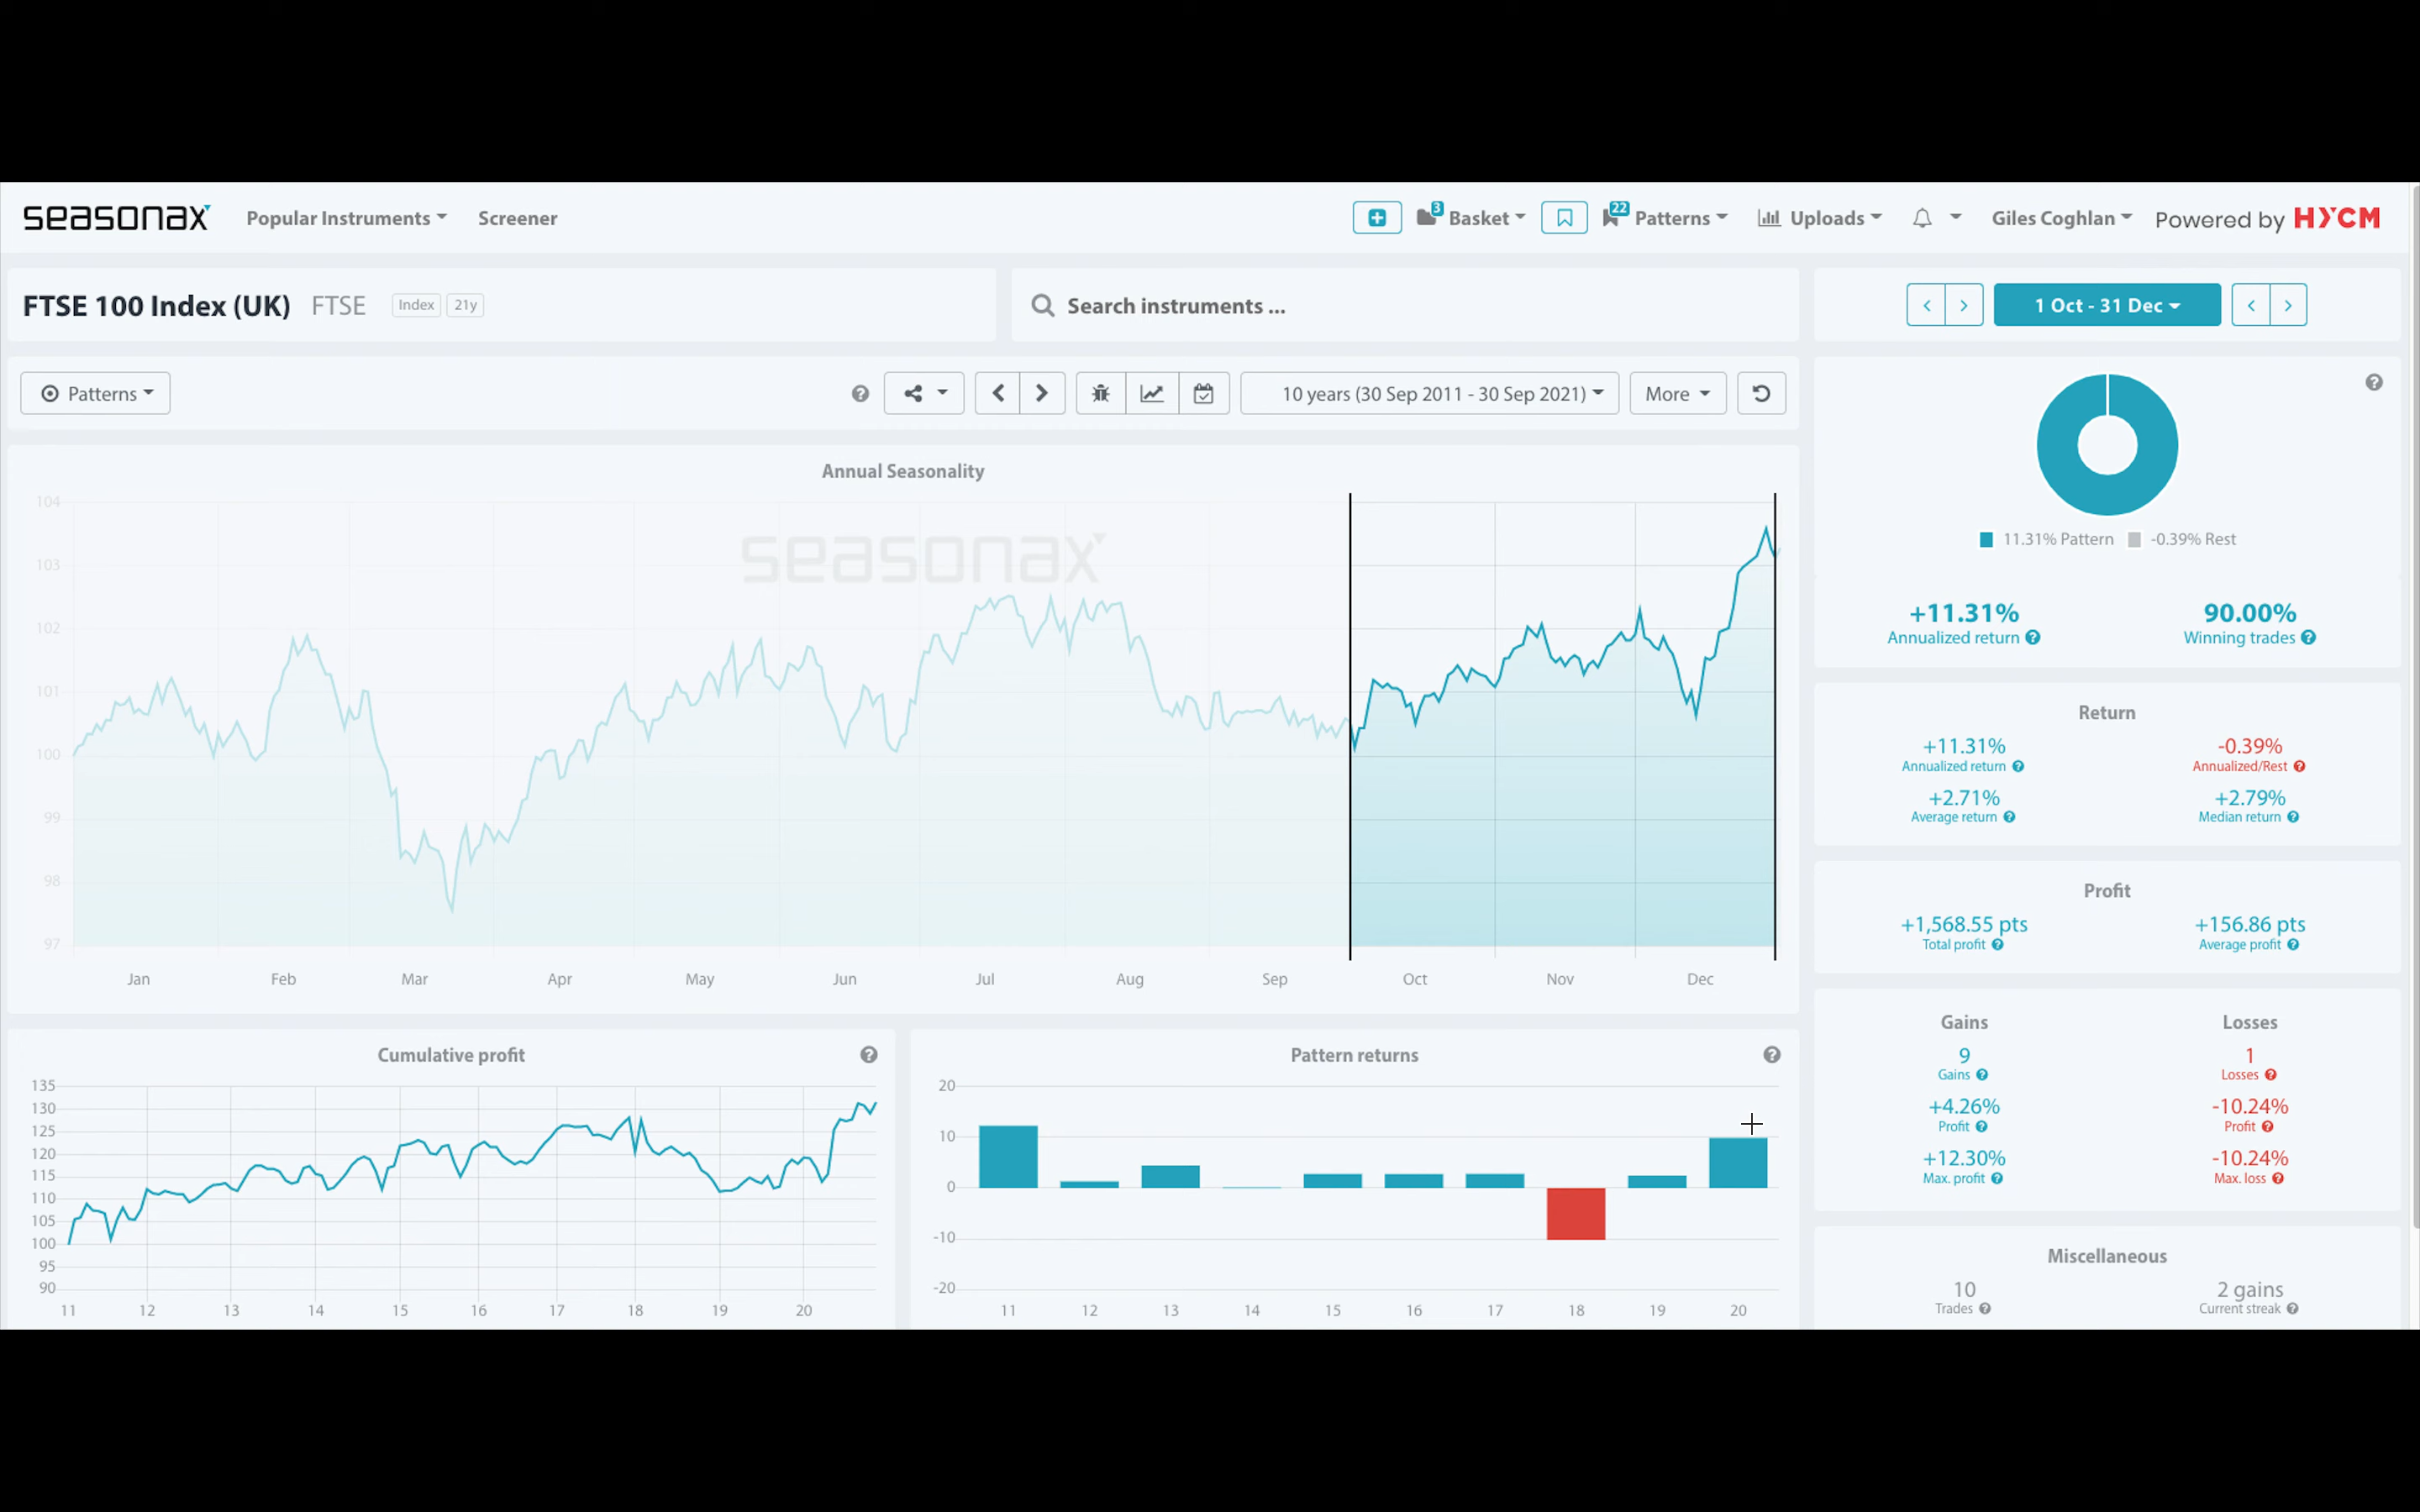 seasonax Popular Instruments Screener 3 Basket 22 Patterns Uploads Giles Coghlan Powered by HYCM
FTSE 100 Index (UK) FTSE Index 21y Search instruments ... 1 Oct - 31 Dec
Patterns 10 years (30 Sep 2011 - 30 Sep 2021) More
Annual Seasonality
seasonax
104
103
102
101
100
99
98
97
Jan Feb Mar Apr May Jun Jul Aug Sep Oct Nov Dec
11.31% Pattern -0.39% Rest
+11.31% 90.00%
Annualized return Winning trades
Return
+11.31% -0.39%
Annualized return Annualized/Rest
+2.71% +2.79%
Average return Median return
Profit
+1,568.55 pts +156.86 pts
Total profit Average profit
Gains Losses
9 1
Gains Losses
+4.26% -10.24%
Profit Profit
+12.30% -10.24%
Max. profit Max. loss
Miscellaneous
10 2 gains
Trades Current streak
Cumulative profit
135
130
125
120
115
110
105
100
95
90
11 12 13 14 15 16 17 18 19 20
Pattern returns
20
10
0
-10
-20
11 12 13 14 15 16 17 18 19 20